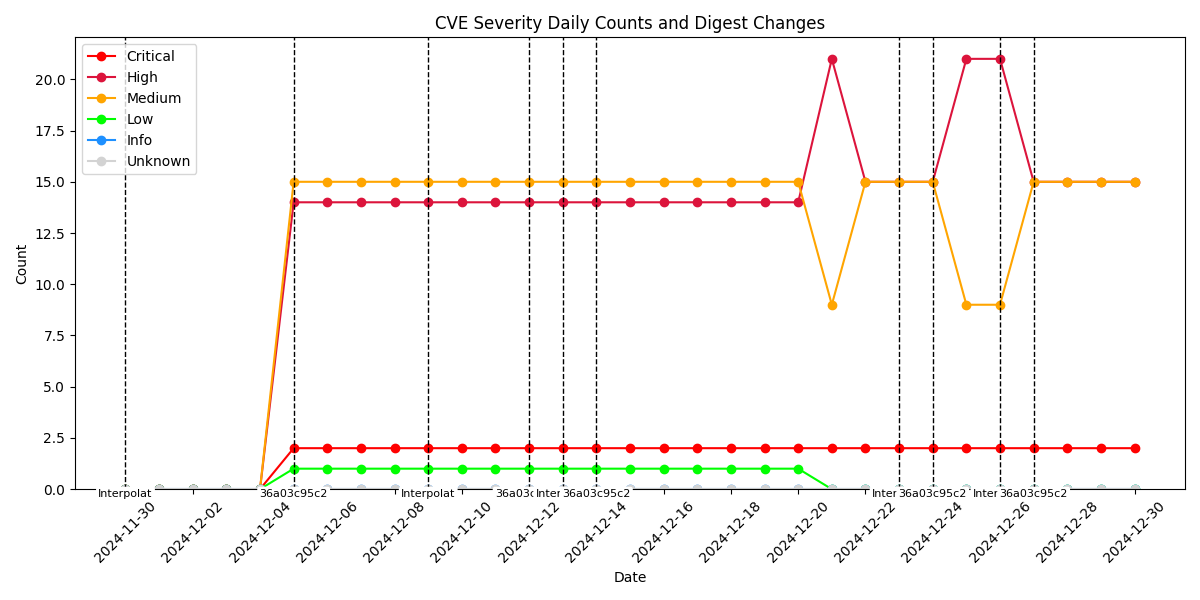 CVE Severity Daily Counts and Digest Changes
Critical
High
Medium
Low
Info
Unknown
Count
20.0
17.5
15.0
12.5
10.0
7.5
5.0
2.5
0.0
Interpolat
36a03c95c2
Interpolat
36a03c
Inter
36a03c95c2
Inter
36a03c95c2
Inter
36a03c95c2
2024-11-30
2024-12-02
2024-12-04
2024-12-06
2024-12-08
2024-12-10
2024-12-12
2024-12-14
2024-12-16
2024-12-18
2024-12-20
2024-12-22
2024-12-24
2024-12-26
2024-12-28
2024-12-30
Date